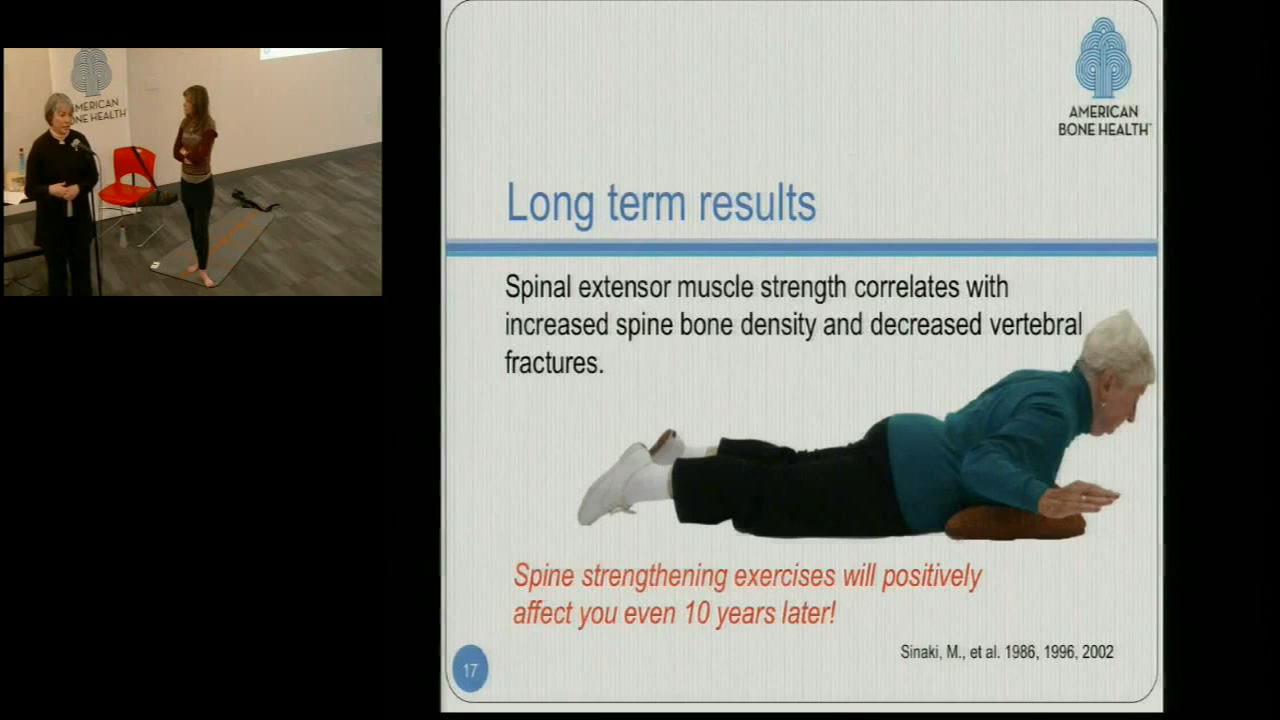 AMERICAN
BONE HEALTH
AMERICAN
BONE HEALTH
Long term results
Spinal extensor muscle strength correlates with
increased spine bone density and decreased vertebral
fractures.
Spine strengthening exercises will positively
affect you even 10 years later!
Sinaki, M., et al. 1986, 1996, 2002
17